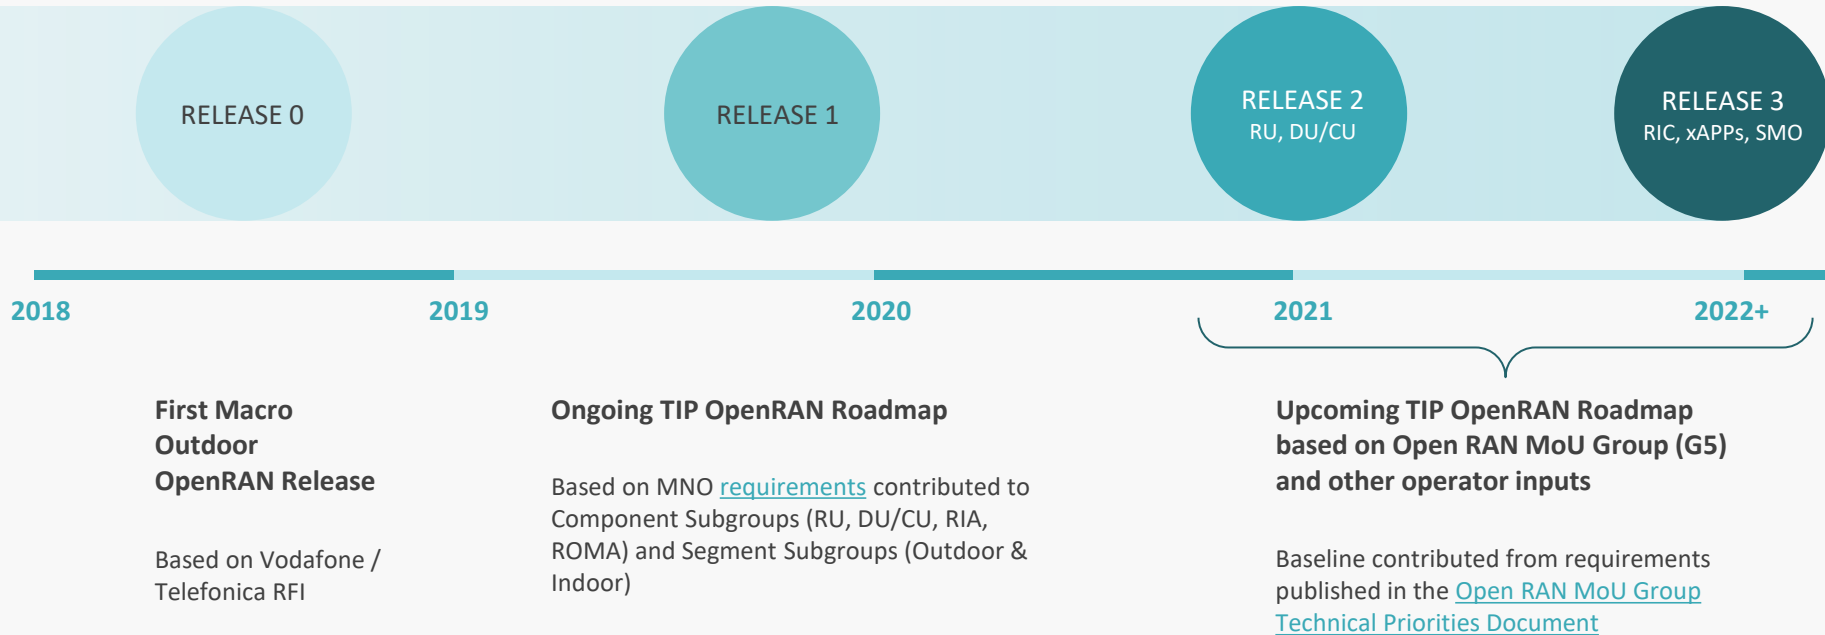 RELEASE 0
RELEASE 1
RELEASE 2
RU, DU/CU
RELEASE 3
RIC, xAPPs, SMO
2018
2019
2020
2021
2022+
First Macro
Outdoor
OpenRAN Release
Based on Vodafone /
Telefonica RFI
Ongoing TIP OpenRAN Roadmap
Based on MNO requirements contributed to
Component Subgroups (RU, DU/CU, RIA,
ROMA) and Segment Subgroups (Outdoor &
Indoor)
Upcoming TIP OpenRAN Roadmap
based on Open RAN MoU Group (G5)
and other operator inputs
Baseline contributed from requirements
published in the Open RAN MoU Group
Technical Priorities Document